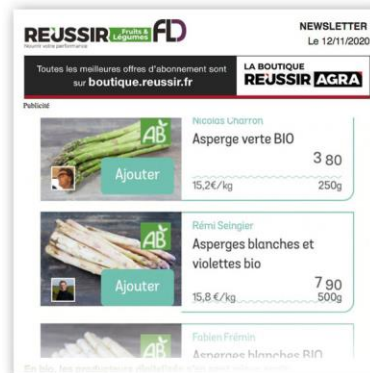 REUSSIR Fruits & Légumes FLD
Nourrir votre performance
NEWSLETTER
Le 12/11/2020
Toutes les meilleures offres d'abonnement sont
sur boutique.reussir.fr
LA BOUTIQUE
REUSSIR AGRA
Publicité
Nicolas Charron
AB
Asperge verte BIO
3 80
Ajouter
15,2€/kg
250g
Rémi Seingier
AB
Asperges blanches et
violettes bio
7 90
Ajouter
15,8 €/kg
500g
Fabien Frémin
AB
Asperges blanches BIO